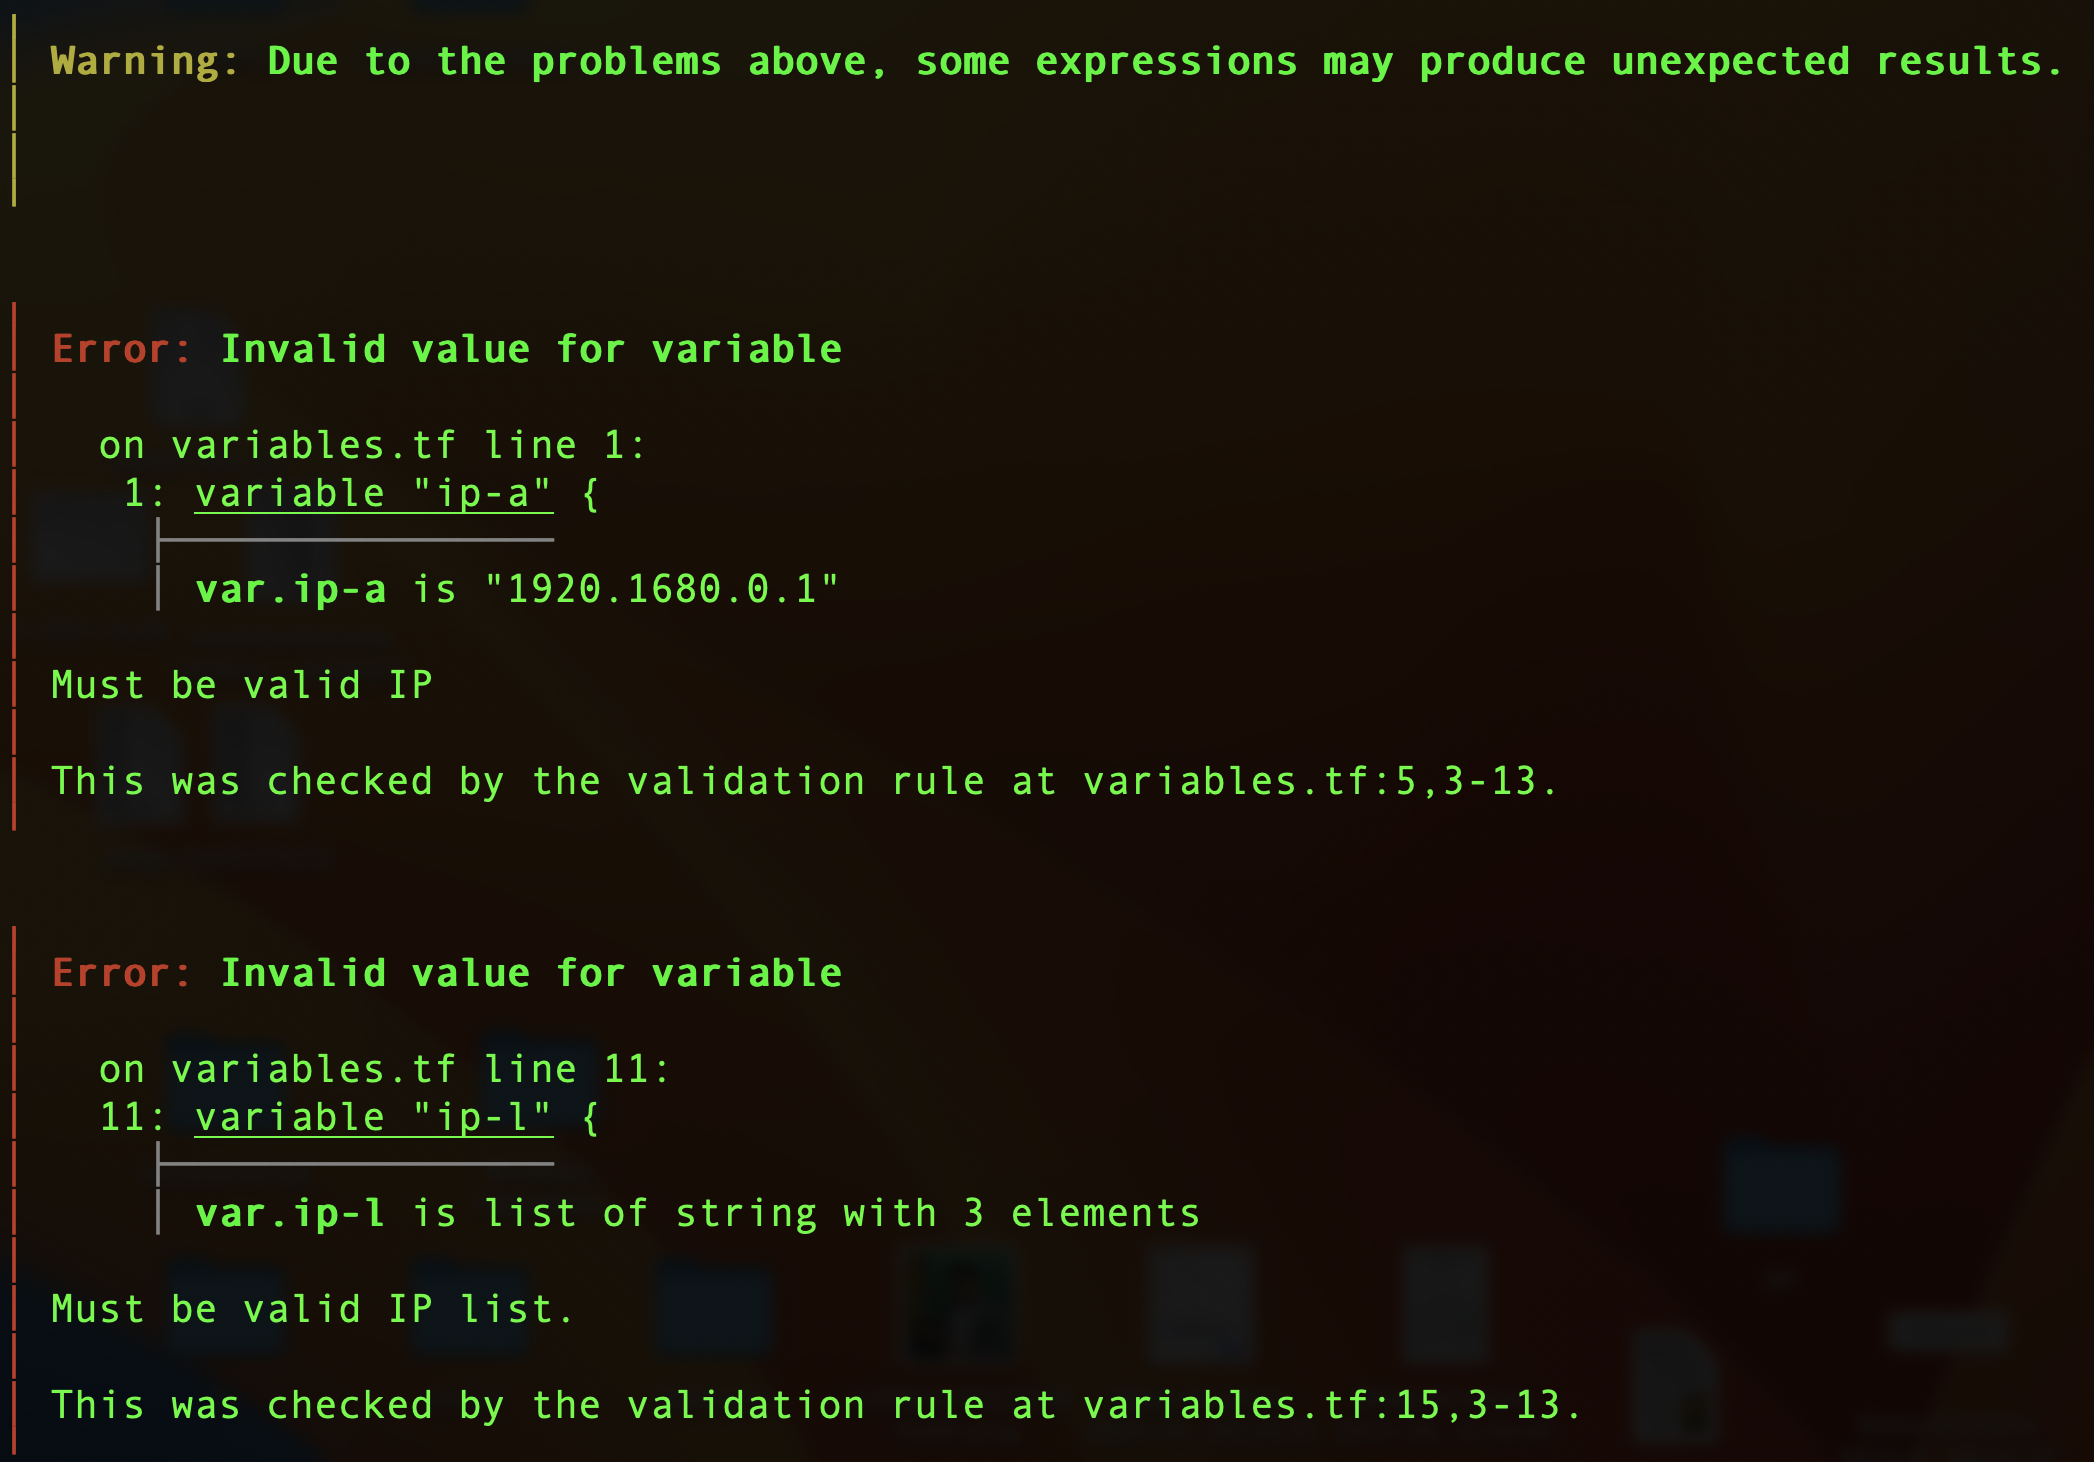 Warning: Due to the problems above, some expressions may produce unexpected results.
Error: Invalid value for variable
on variables.tf line 1:
1: variable "ip-a" {
var.ip-a is "1920.1680.0.1"
Must be valid IP
This was checked by the validation rule at variables.tf:5,3-13.
Error: Invalid value for variable
on variables.tf line 11:
11: variable "ip-l" {
var.ip-l is list of string with 3 elements
Must be valid IP list.
This was checked by the validation rule at variables.tf:15,3-13.